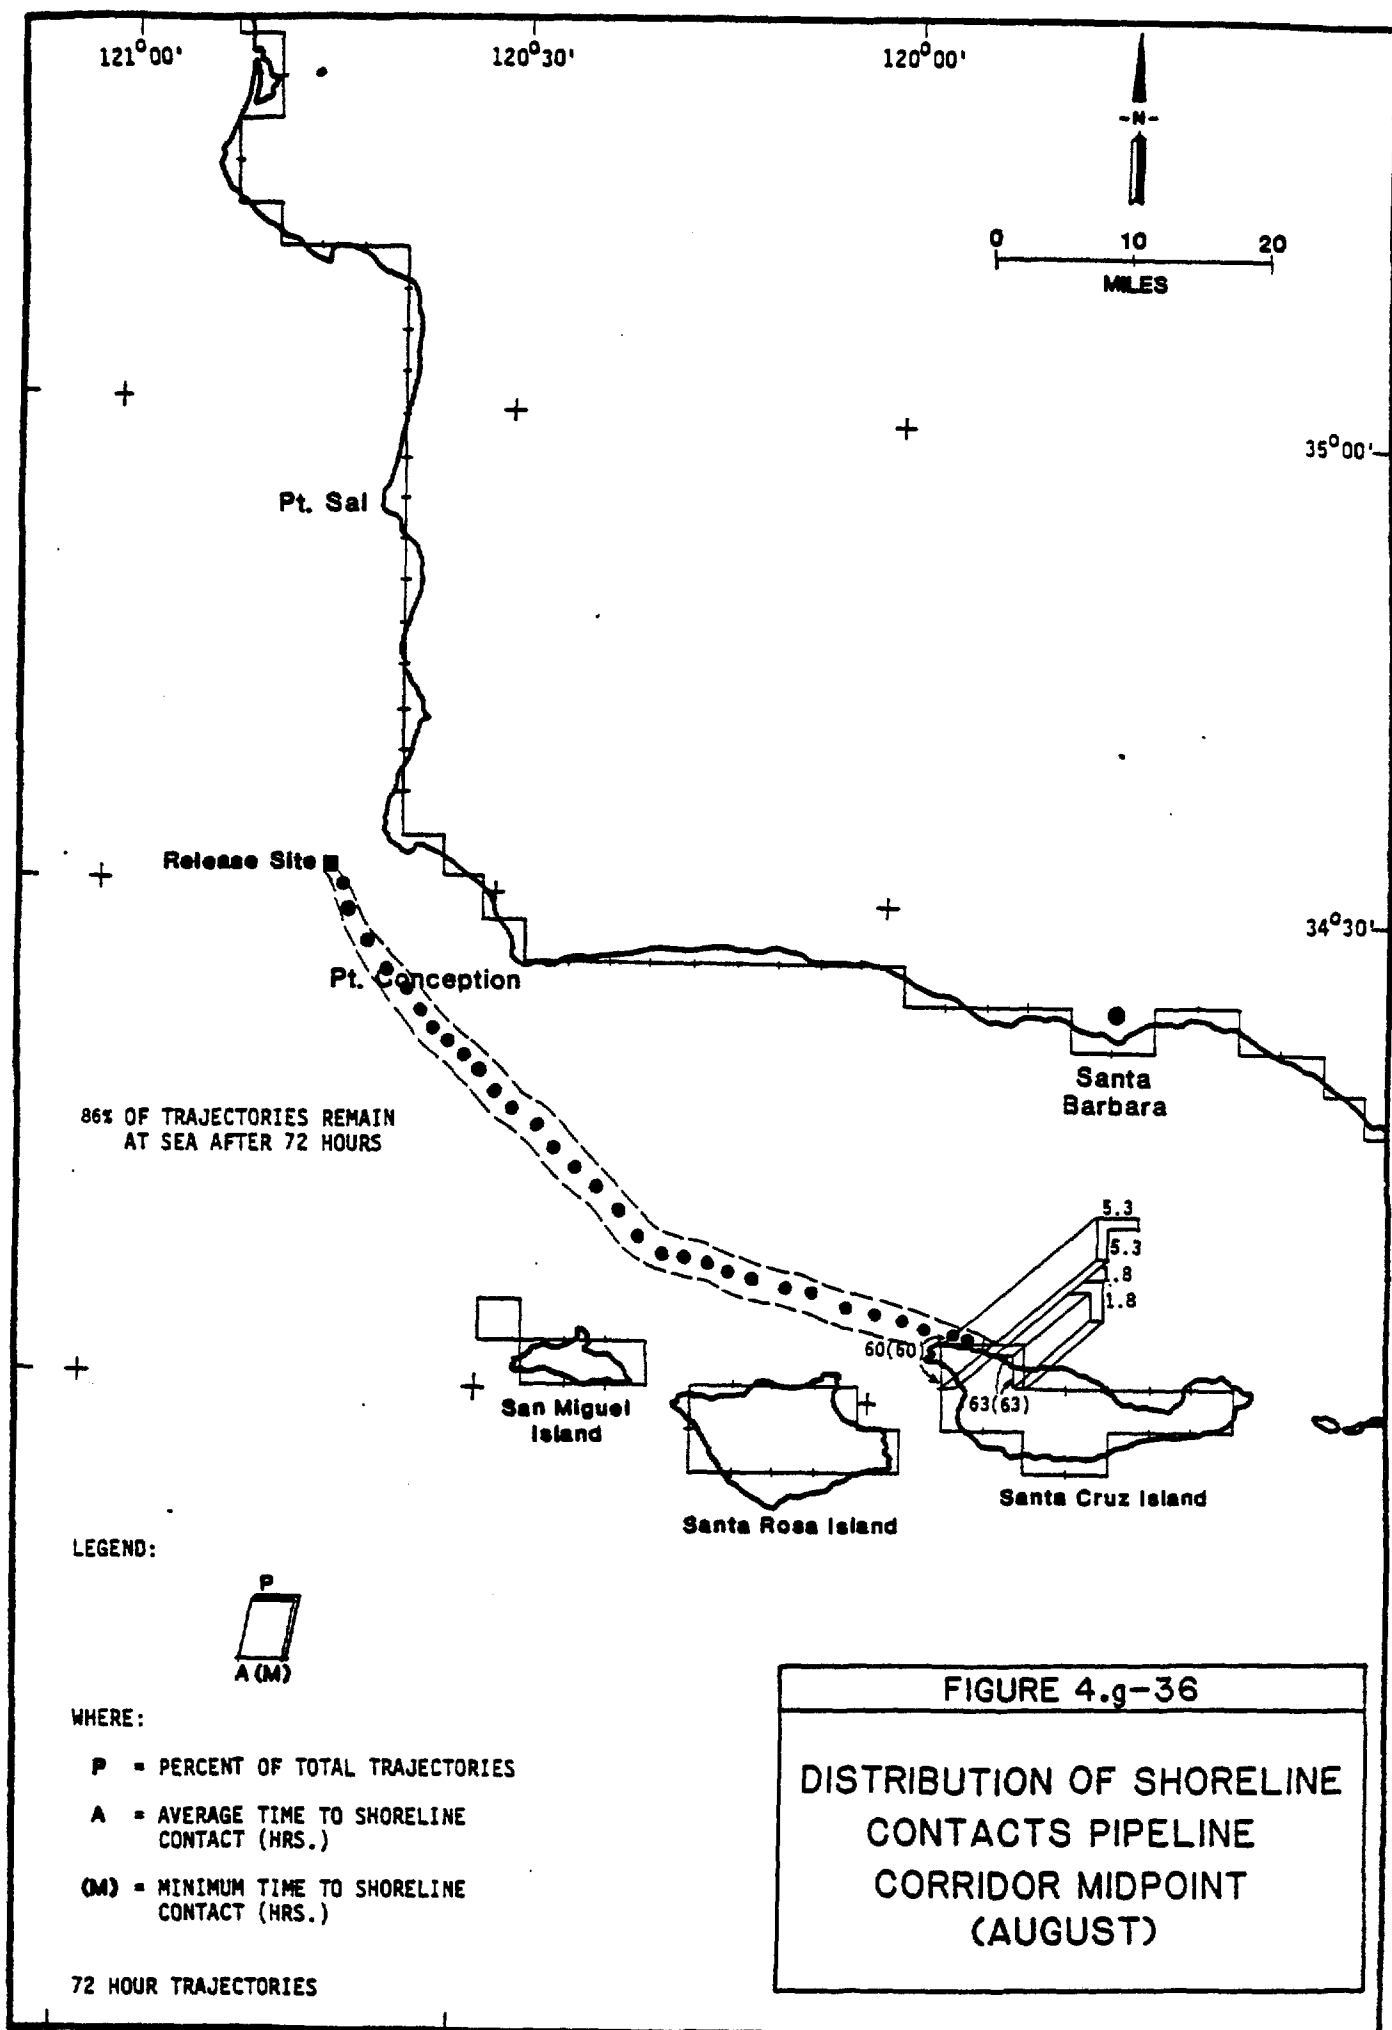 121°00'
120°30'
120°00'
-N-
0 10 20
MILES
35°00'
Pt. Sal
Release Site
34°30'
Pt. Conception
Santa
Barbara
86% OF TRAJECTORIES REMAIN
AT SEA AFTER 72 HOURS
5.3
5.3
1.8
1.8
60(60)
63(63)
San Miguel
Island
Santa Cruz Island
Santa Rosa Island
LEGEND:
P
A (M)
WHERE:
P = PERCENT OF TOTAL TRAJECTORIES
A = AVERAGE TIME TO SHORELINE
CONTACT (HRS.)
(M) = MINIMUM TIME TO SHORELINE
CONTACT (HRS.)
72 HOUR TRAJECTORIES
FIGURE 4.g-36
DISTRIBUTION OF SHORELINE
CONTACTS PIPELINE
CORRIDOR MIDPOINT
(AUGUST)